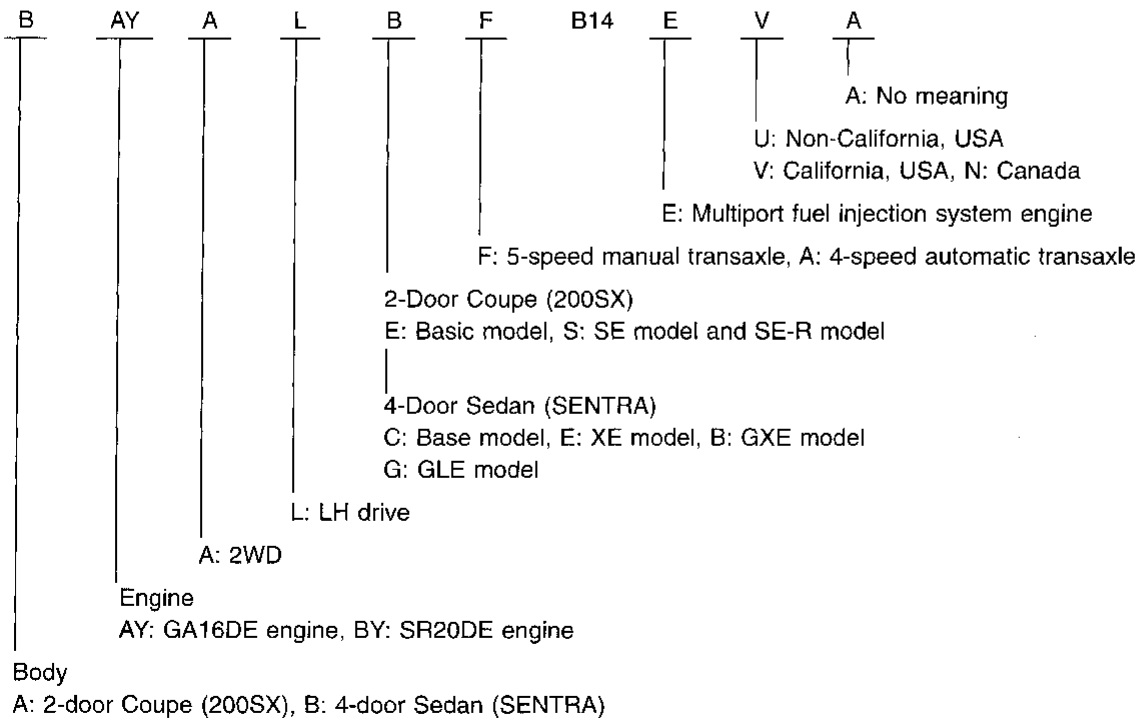 B AY A L B F B14 E V A
A: No meaning
U: Non-California, USA
V: California, USA, N: Canada
E: Multiport fuel injection system engine
F: 5-speed manual transaxle, A: 4-speed automatic transaxle
2-Door Coupe (200SX)
E: Basic model, S: SE model and SE-R model
4-Door Sedan (SENTRA)
C: Base model, E: XE model, B: GXE model
G: GLE model
L: LH drive
A: 2WD
Engine
AY: GA16DE engine, BY: SR20DE engine
Body
A: 2-door Coupe (200SX), B: 4-door Sedan (SENTRA)